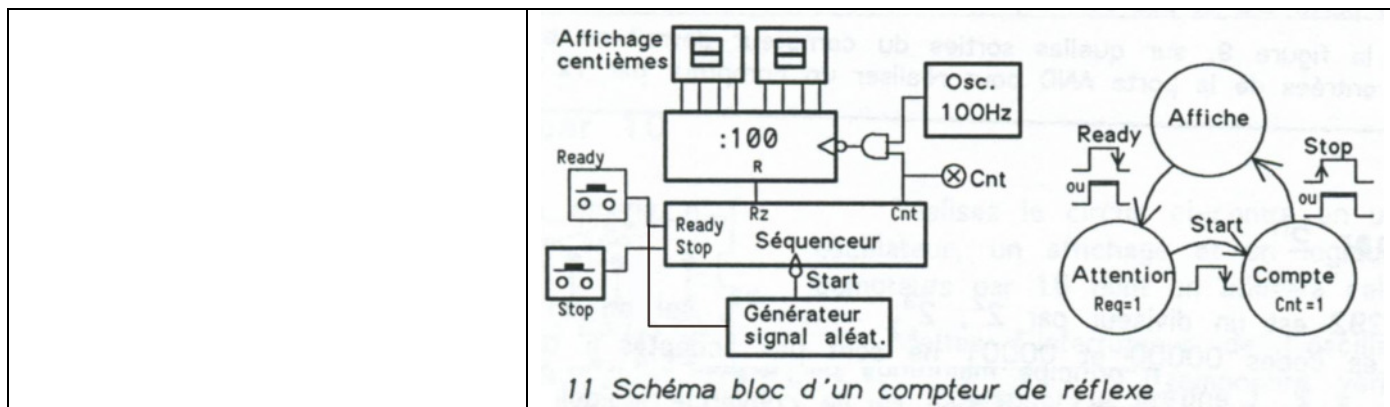 Affichage
centièmes
Osc.
100Hz
:100
R
Ready
Cnt
Rz
Cnt
Ready
Stop
Séquenceur
Start
Stop
Générateur
signal aléat.
Affiche
Ready
ou
Stop
ou
Start
Attention
Req=1
Compte
Cnt=1
11 Schéma bloc d'un compteur de réflexe